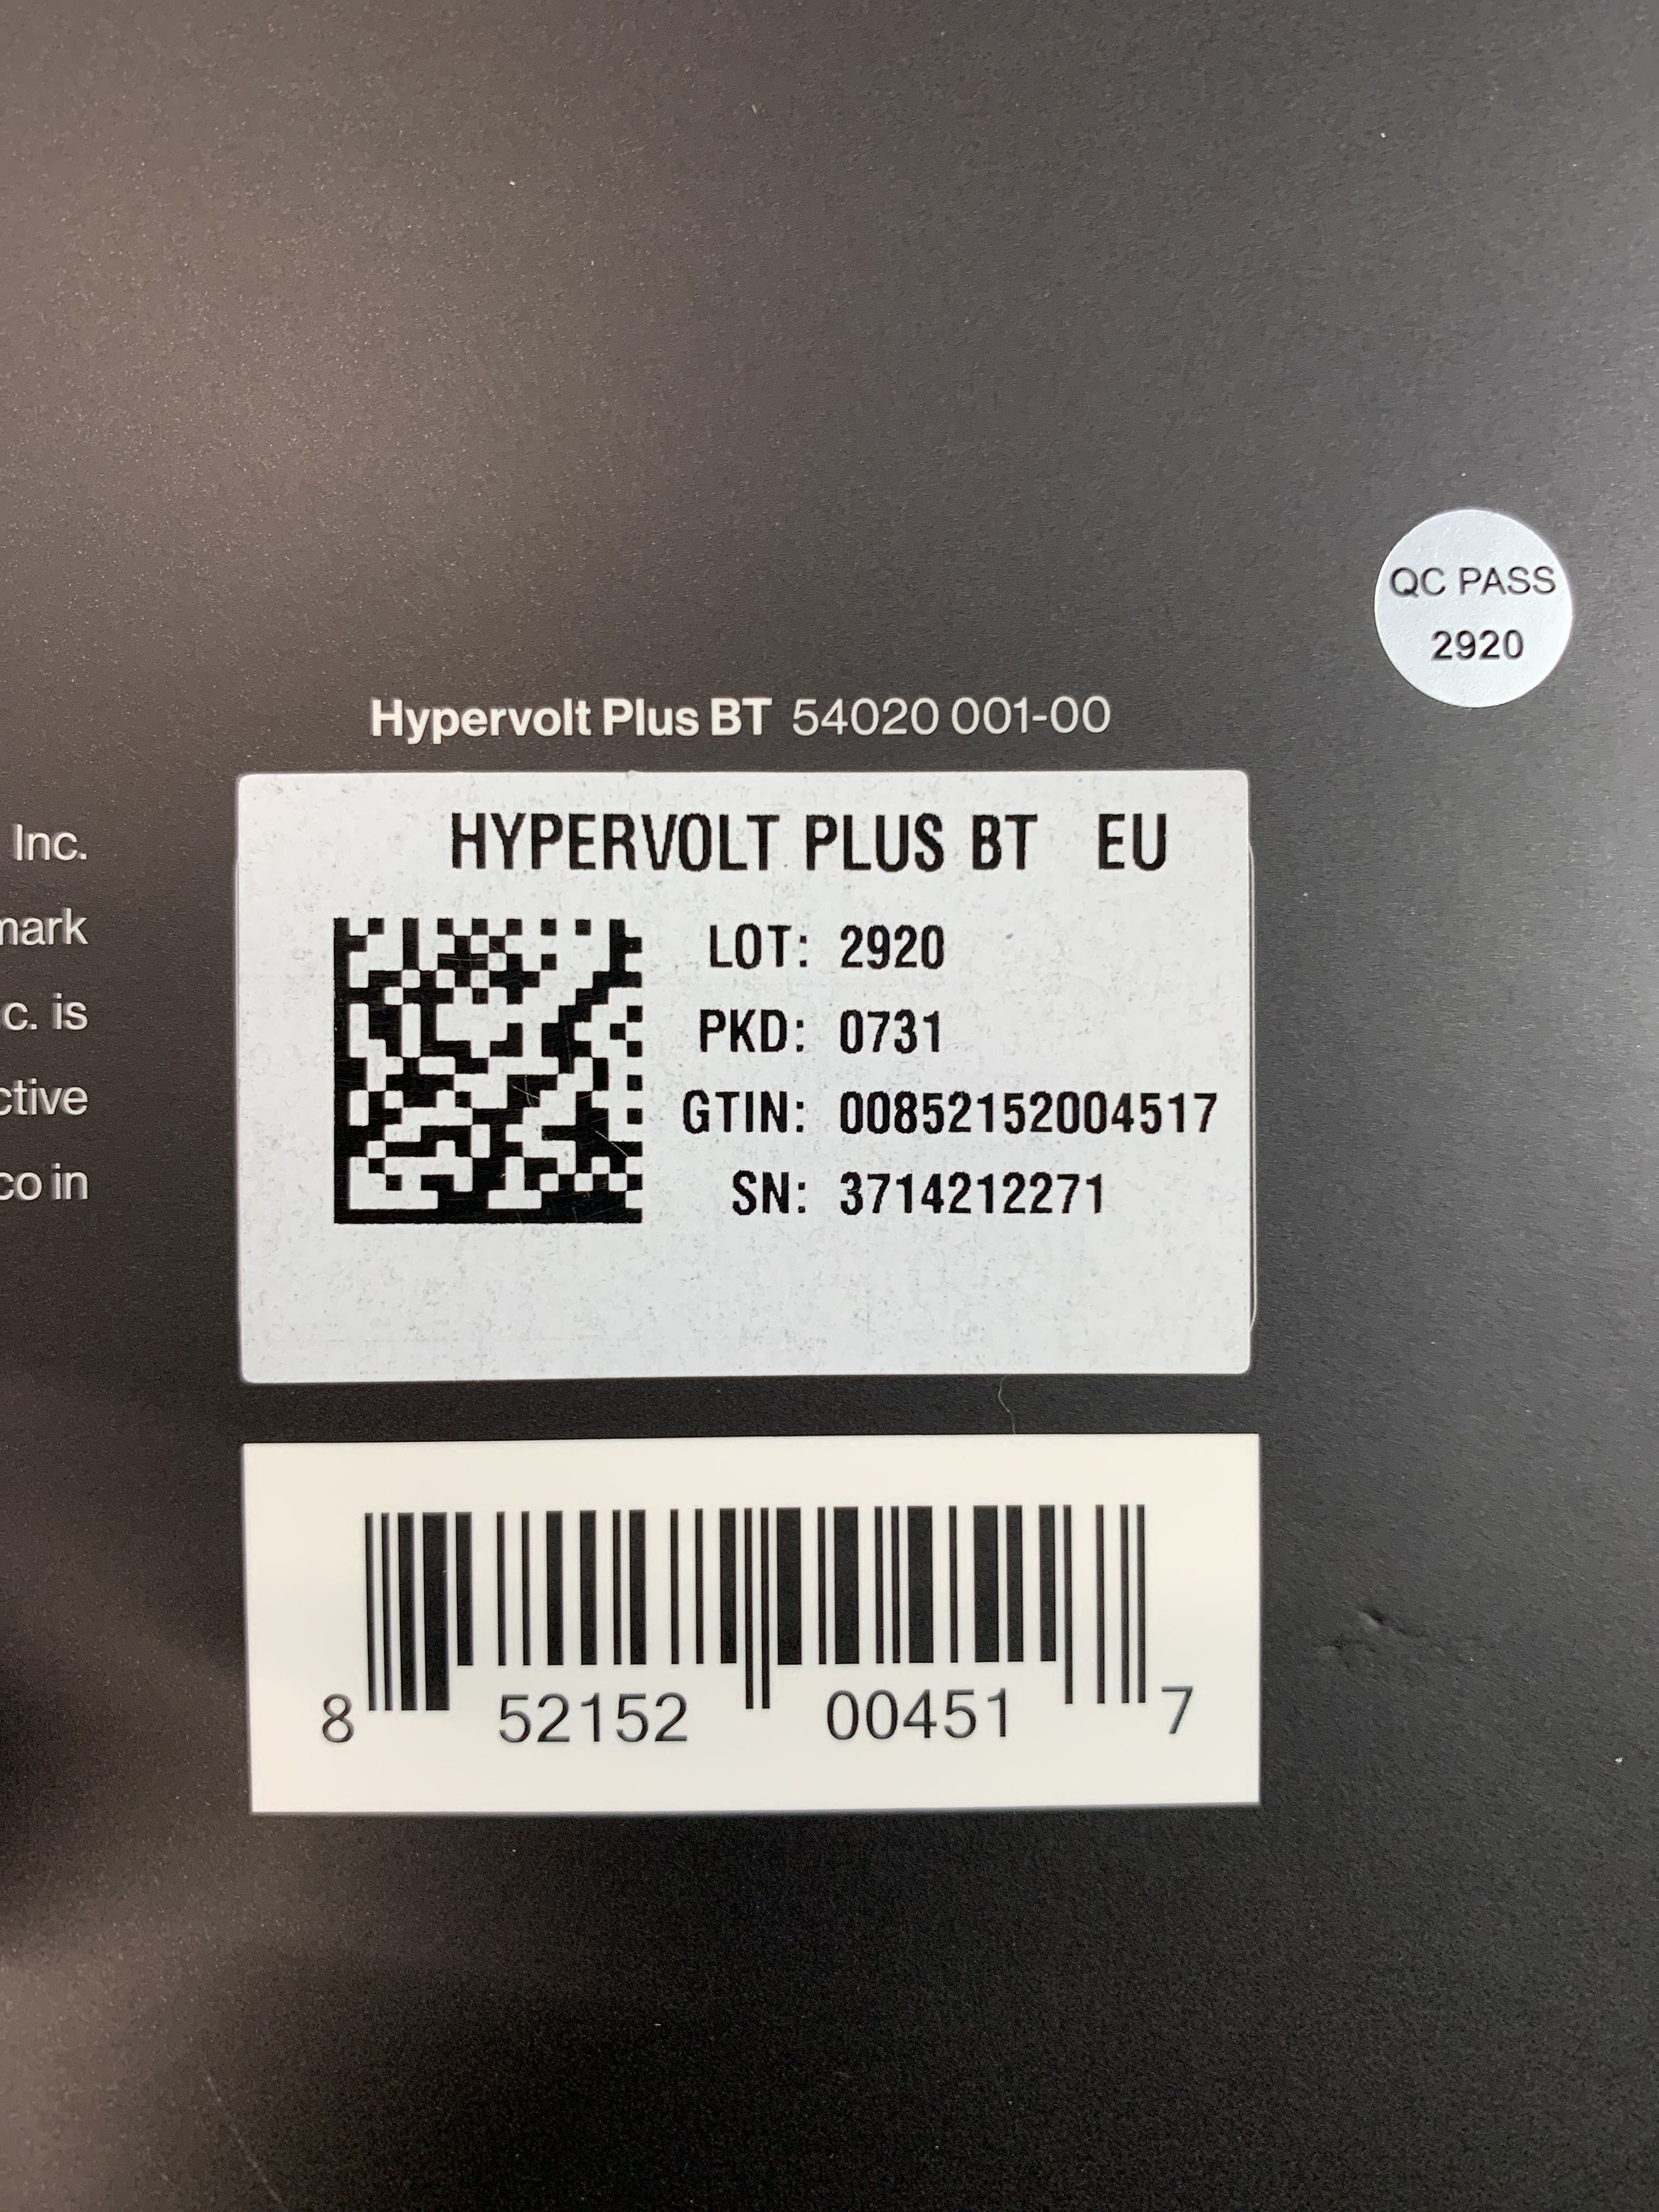 QC PASS
2920
Hypervolt Plus BT 54020 001-00
Inc.
HYPERVOLT PLUS BT EU
LOT: 2920
PKD: 0731
GTIN: 00852152004517
SN: 3714212271
mark
c. is
ctive
co in
8 52152 00451 7